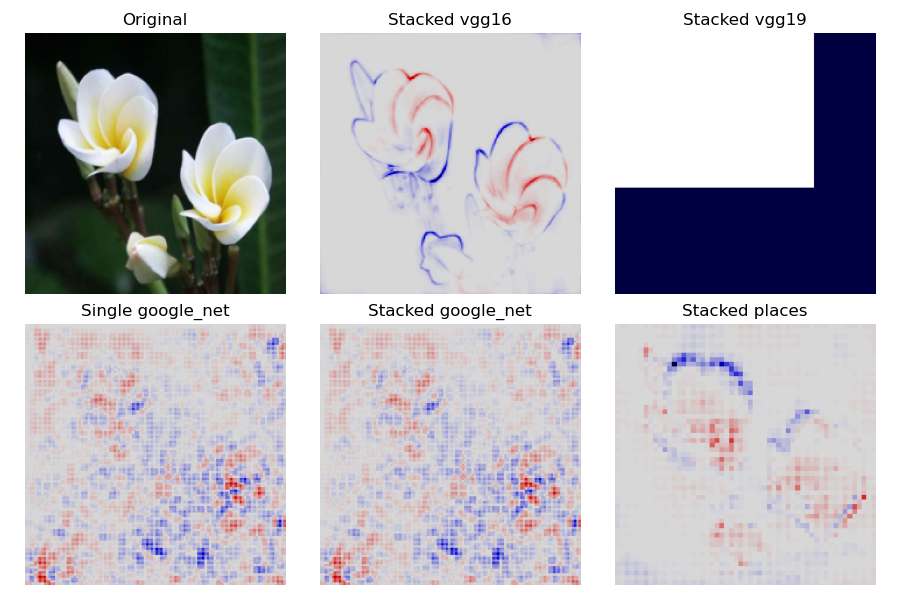 Original
Stacked vgg16
Stacked vgg19
Single google_net
Stacked google_net
Stacked places